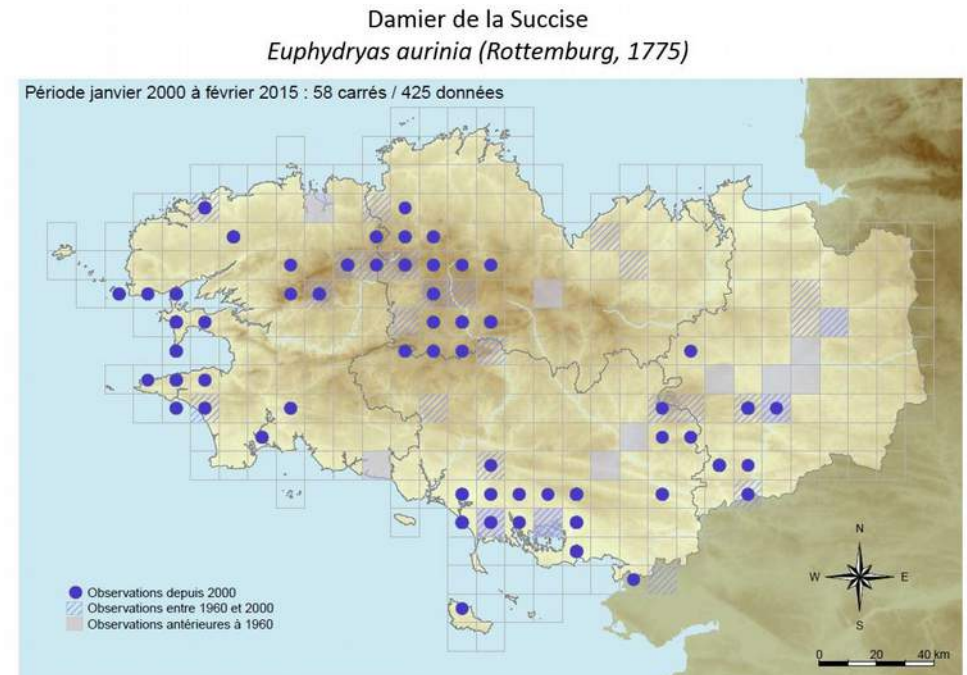 Damier de la Succise
Euphydryas aurinia (Rottemburg, 1775)
Période janvier 2000 à février 2015 : 58 carrés / 425 données
Observations depuis 2000
Observations entre 1960 et 2000
Observations antérieures à 1960
N
W E
S
0 20 40 km